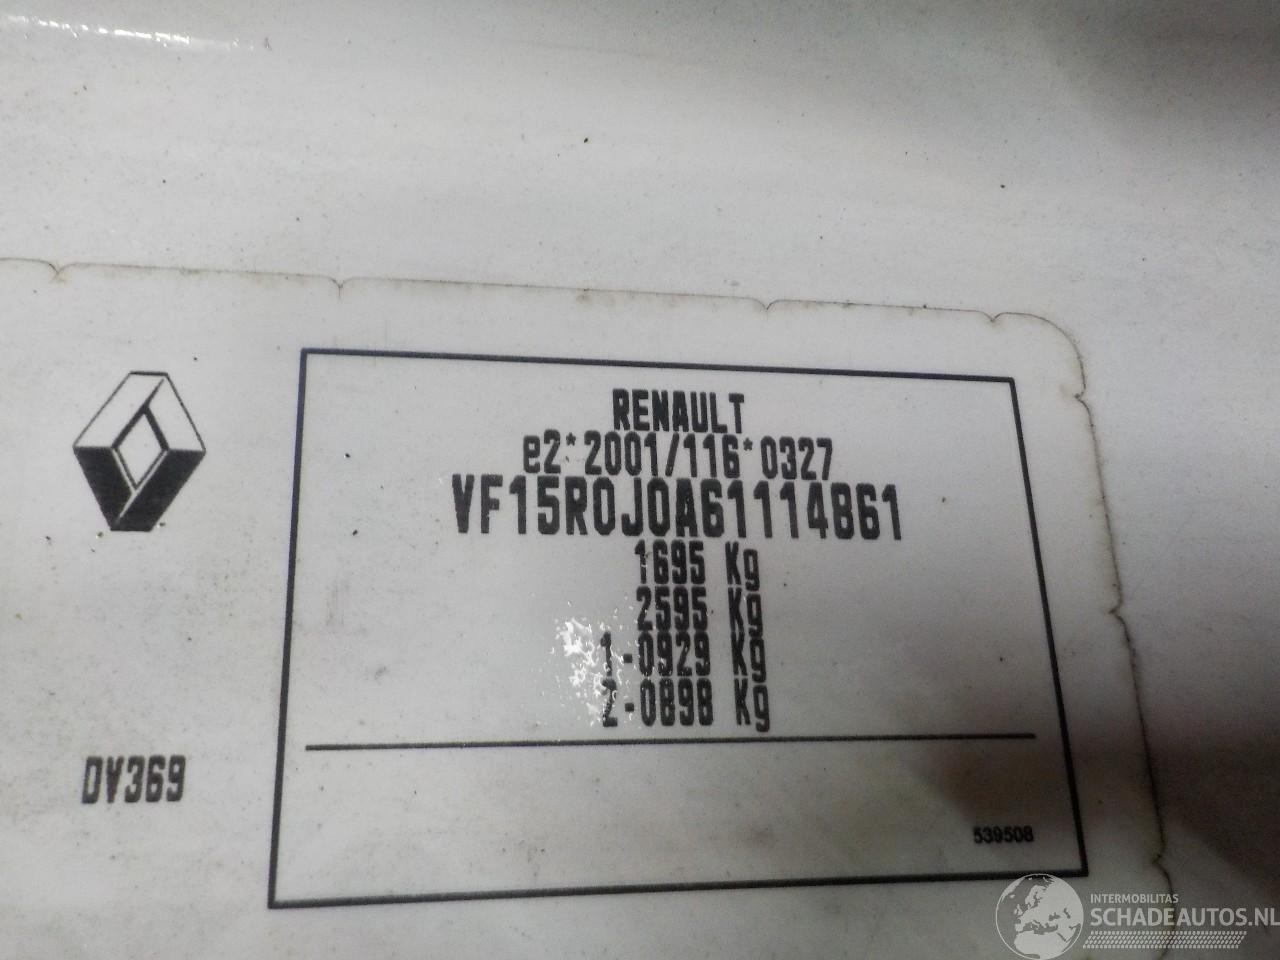 RENAULT
e2*2001/116*0327
VF15R0J0A61114861
1695 Kg
2595 Kg
1-0929 Kg
2-0898 Kg
DV369
539508
INTERMOBILITAS
SCHADEAUTOS.NL